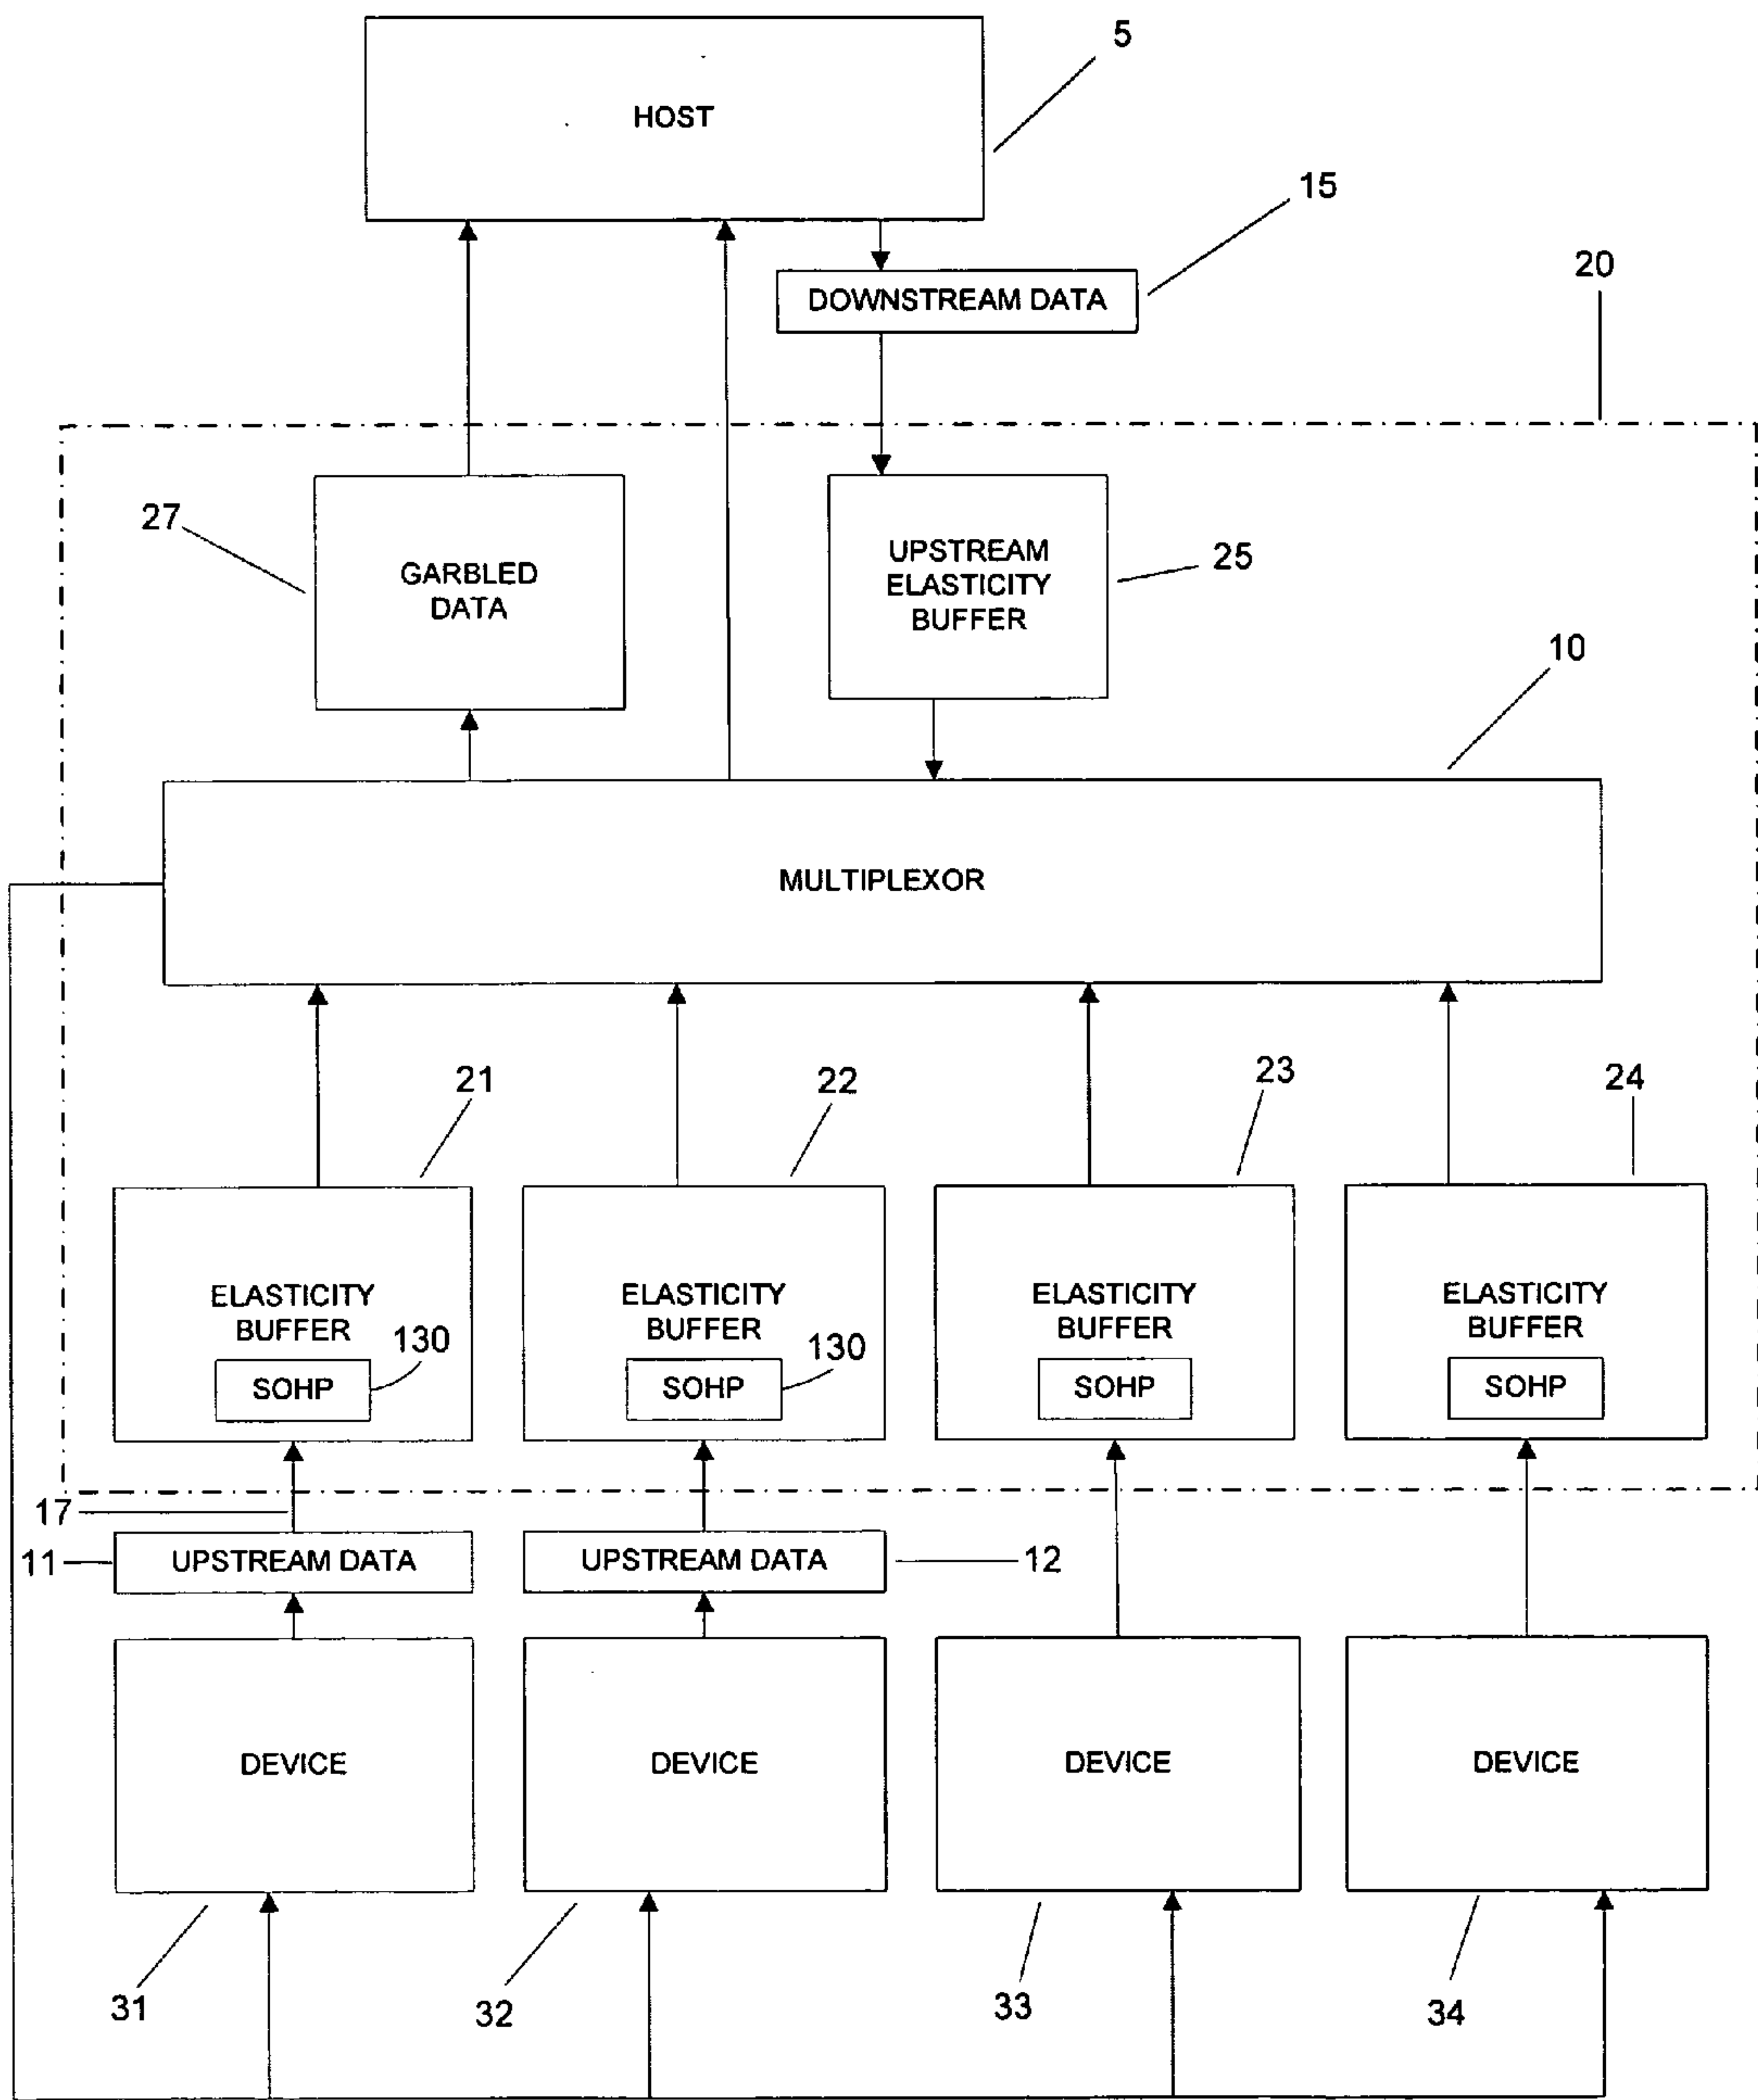 5
HOST
15
DOWNSTREAM DATA
20
27
GARBLED
DATA
UPSTREAM
ELASTICITY
BUFFER
25
10
MULTIPLEXOR
21
22
23
24
ELASTICITY
BUFFER
130
SOHP
ELASTICITY
BUFFER
130
SOHP
ELASTICITY
BUFFER
SOHP
ELASTICITY
BUFFER
SOHP
17
11
UPSTREAM DATA
UPSTREAM DATA
12
DEVICE
DEVICE
DEVICE
DEVICE
31
32
33
34